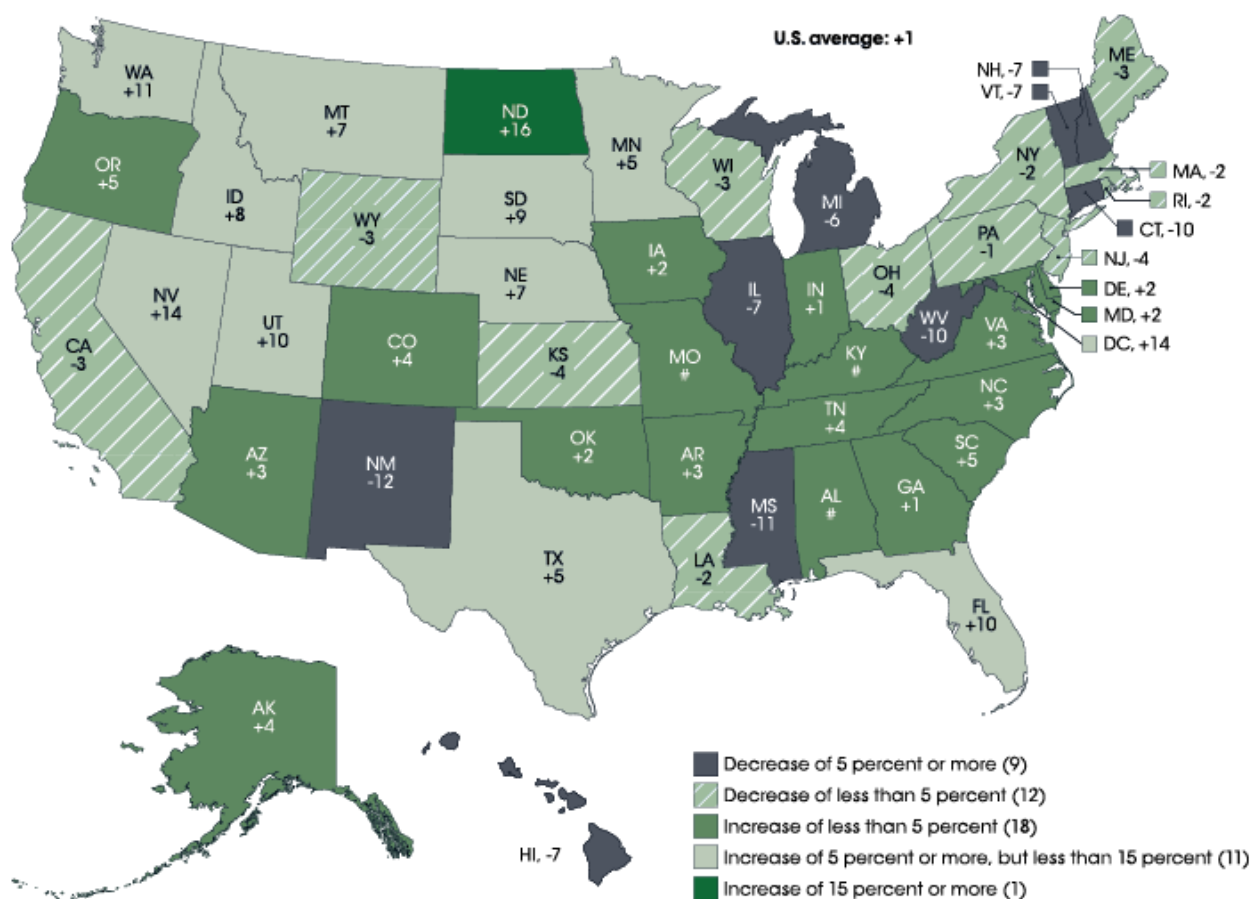 U.S. average: +1
WA
+11
MT
+7
ND
+16
MN
+5
OR
+5
ID
+8
WY
-3
SD
+9
WI
-3
MI
-6
NY
-2
ME
-3
NH, -7
VT, -7
MA, -2
RI, -2
CT, -10
NJ, -4
DE, +2
MD, +2
DC, +14
PA
-1
CA
-3
NV
+14
UT
+10
CO
+4
NE
+7
IA
+2
IL
-7
IN
+1
OH
-4
WV
-10
VA
+3
KS
-4
MO
#
KY
#
NC
+3
TN
+4
SC
+5
AZ
+3
NM
-12
OK
+2
AR
+3
MS
-11
AL
#
GA
+1
TX
+5
LA
-2
FL
+10
AK
+4
HI, -7
Decrease of 5 percent or more (9)
Decrease of less than 5 percent (12)
Increase of less than 5 percent (18)
Increase of 5 percent or more, but less than 15 percent (11)
Increase of 15 percent or more (1)